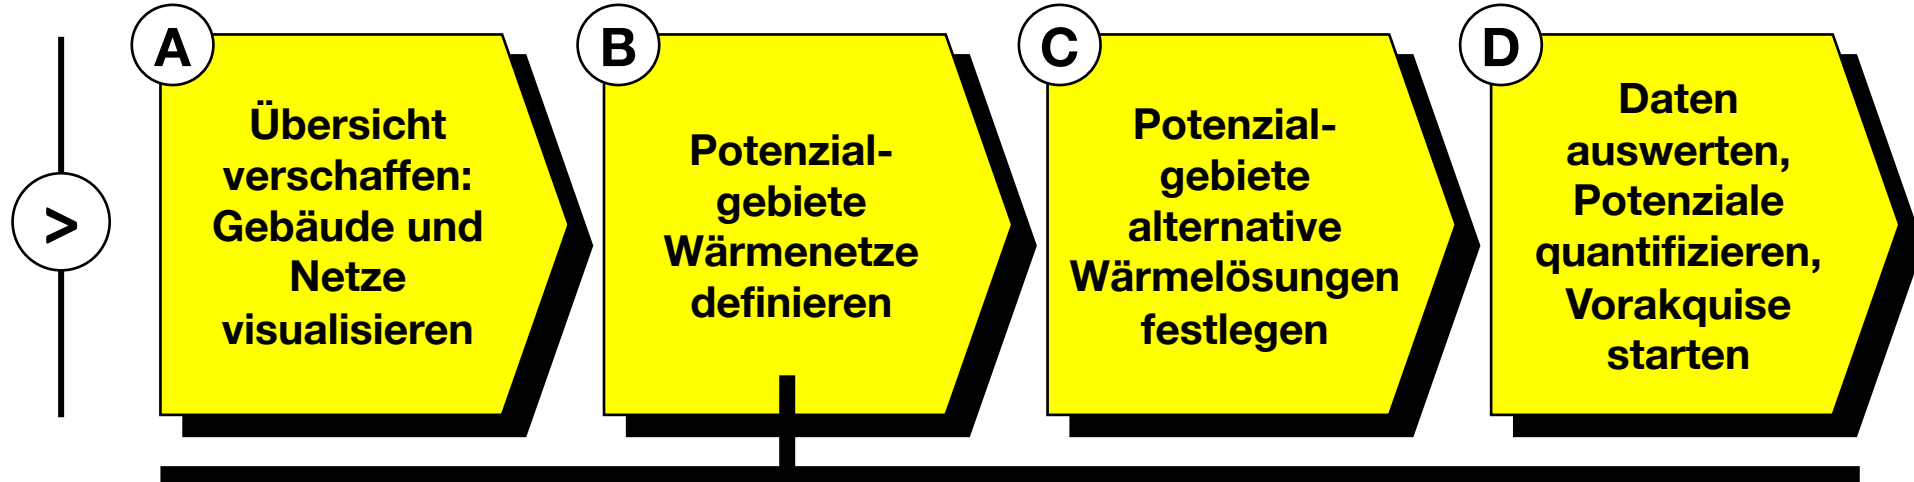 >
A
Übersicht
verschaffen:
Gebäude und
Netze
visualisieren
B
Potenzial-
gebiete
Wärmenetze
definieren
C
Potenzial-
gebiete
alternative
Wärmelösungen
festlegen
D
Daten
auswerten,
Potenziale
quantifizieren,
Vorakquise
starten